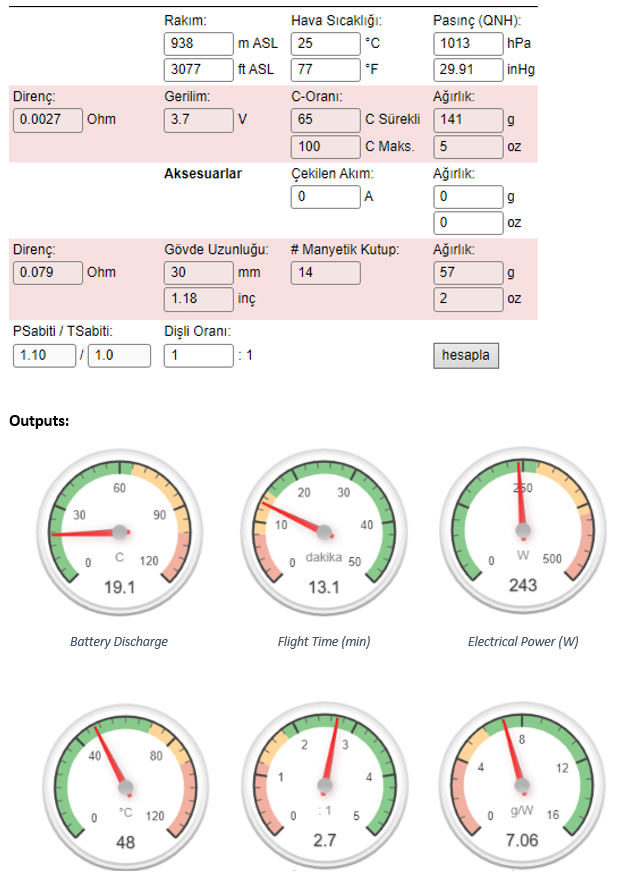 Rakım: Hava Sıcaklığı: Pasınç (QNH):
938 m ASL 25 °C 1013 hPa
3077 ft ASL 77 °F 29.91 inHg
Direnç: Gerilim: C-Oranı: Ağırlık:
0.0027 Ohm 3.7 V 65 C Sürekli 141 g
100 C Maks. 5 oz
Aksesuarlar Çekilen Akım: Ağırlık:
0 A 0 g
0 oz
Direnç: Gövde Uzunluğu: # Manyetik Kutup: Ağırlık:
0.079 Ohm 30 mm 14 57 g
1.18 inç 2 oz
PSabiti / TSabiti: Dişli Oranı:
1.10 / 1.0 1 : 1 hesapla
Outputs:
0 30 60 90 120 C 19.1
0 10 20 30 40 50 dakika 13.1
0 250 500 W 243
Battery Discharge Flight Time (min) Electrical Power (W)
0 40 80 120 °C 48
0 1 2 3 4 5 : 1 2.7
0 4 8 12 16 g/W 7.06